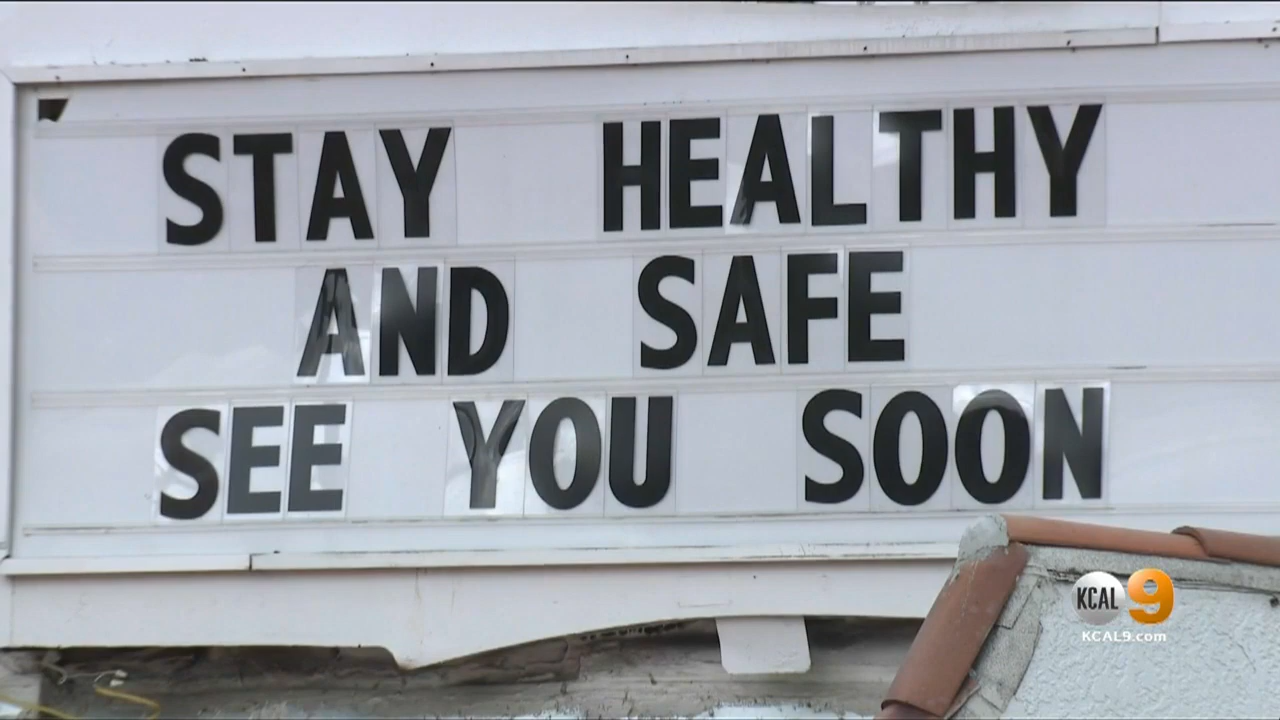 STAY HEALTHY
AND SAFE
SEE YOU SOON
KCAL 9
KCAL9.com